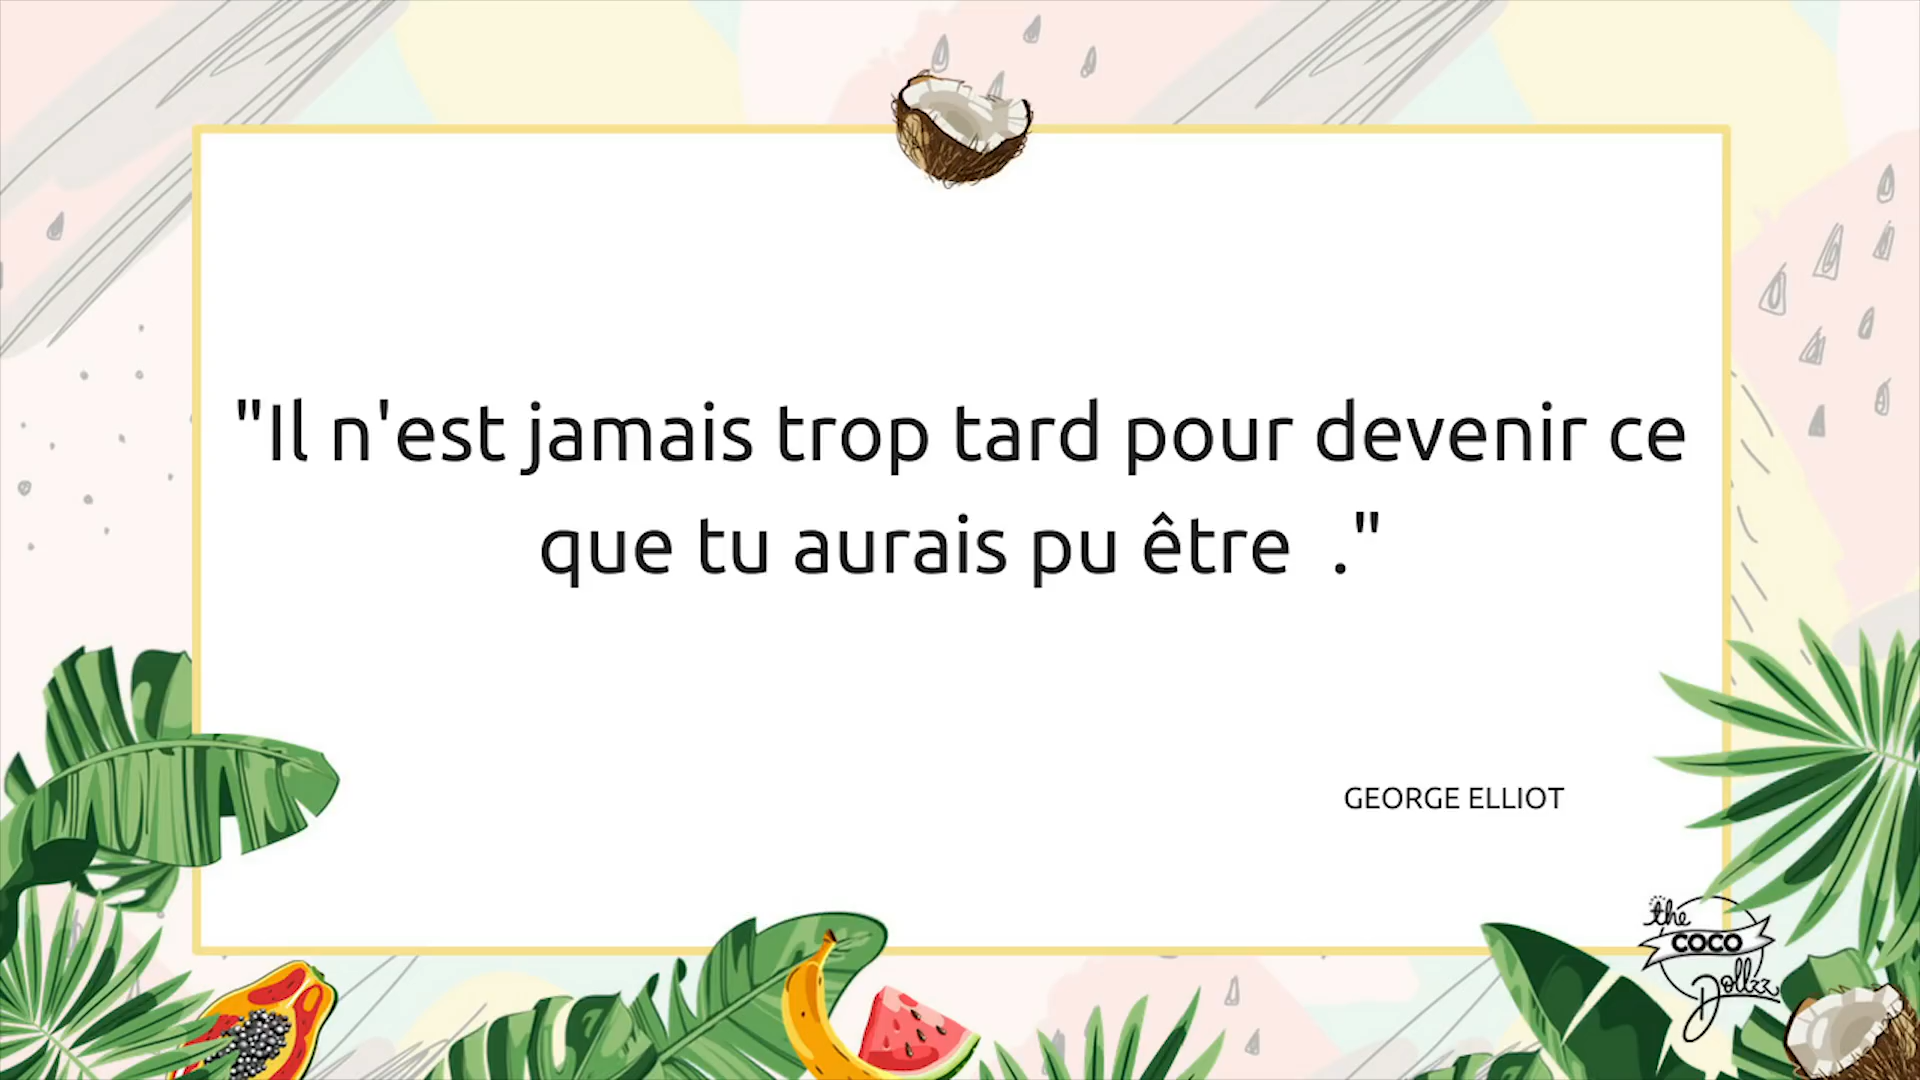 "Il n'est jamais trop tard pour devenir ce
que tu aurais pu être  ."
GEORGE ELLIOT
the
COCO
Dollzz